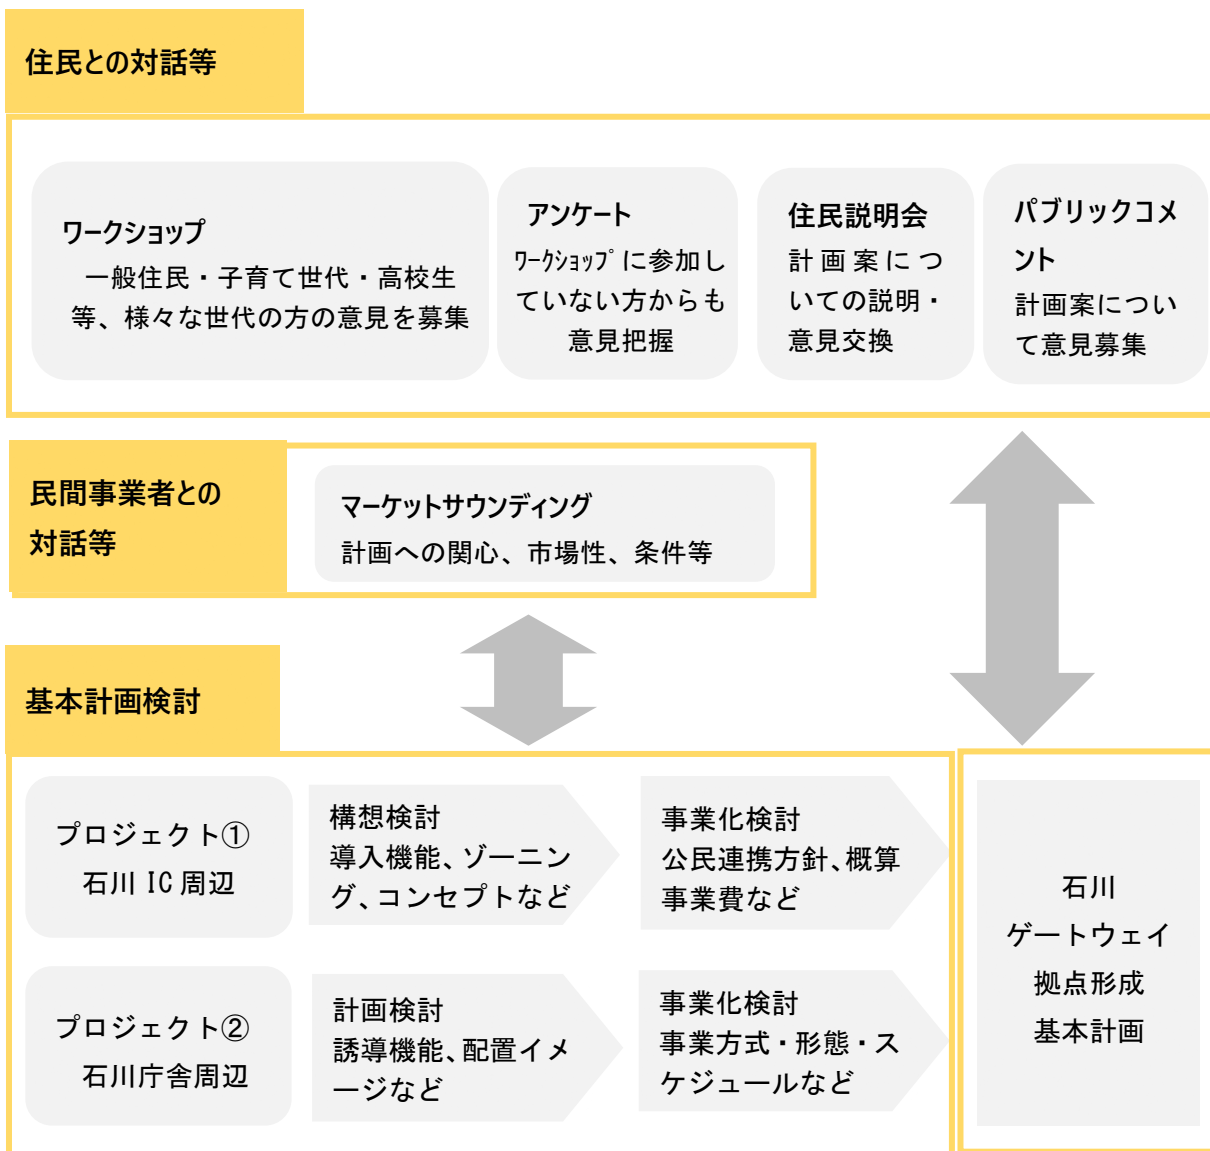 住民との対話等
ワークショップ
一般住民・子育て世代・高校生
等、様々な世代の方の意見を募集
アンケート
ﾜｰｸｼｮｯﾌﾟに参加し
ていない方からも
意見把握
住民説明会
計画案につ
いての説明・
意見交換
パブリックコメ
ント
計画案につい
て意見募集
民間事業者との
対話等
マーケットサウンディング
計画への関心、市場性、条件等
基本計画検討
プロジェクト①
石川 IC 周辺
構想検討
導入機能、ゾーニン
グ、コンセプトなど
事業化検討
公民連携方針、概算
事業費など
プロジェクト②
石川庁舎周辺
計画検討
誘導機能、配置イメ
ージなど
事業化検討
事業方式・形態・ス
ケジュールなど
石川
ゲートウェイ
拠点形成
基本計画